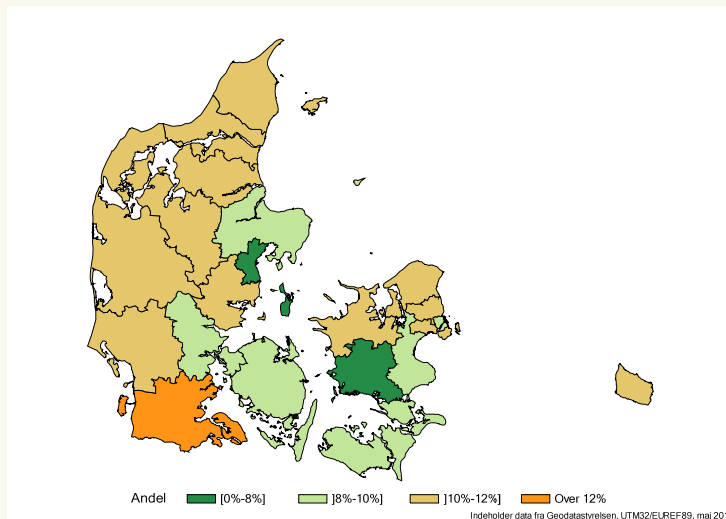 Andel [0%-8%] ]8%-10%] ]10%-12%] Over 12%
Indeholder data fra Geodatastyrelsen, UTM32/EUREF89, maj